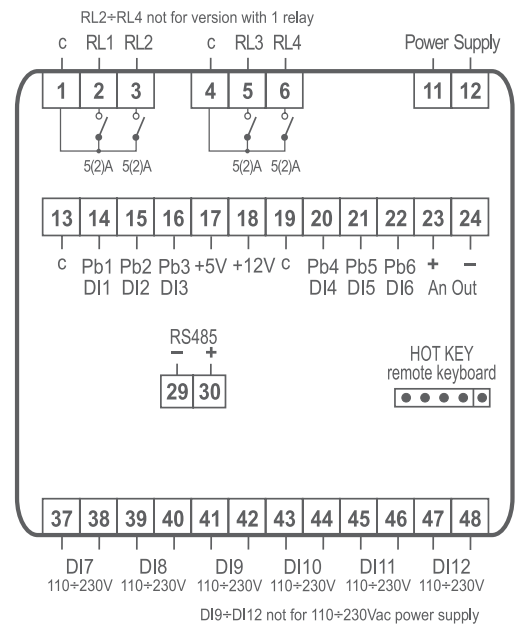 RL2÷RL4 not for version with 1 relay
c RL1 RL2 c RL3 RL4 Power Supply
1 2 3 4 5 6 11 12
5(2)A 5(2)A 5(2)A 5(2)A
13 14 15 16 17 18 19 20 21 22 23 24
c Pb1 Pb2 Pb3 +5V +12V c Pb4 Pb5 Pb6 + −
DI1 DI2 DI3 DI4 DI5 DI6 An Out
RS485
− +
29 30
HOT KEY
remote keyboard
37 38 39 40 41 42 43 44 45 46 47 48
DI7 DI8 DI9 DI10 DI11 DI12
110÷230V 110÷230V 110÷230V 110÷230V 110÷230V 110÷230V
DI9÷DI12 not for 110÷230Vac power supply